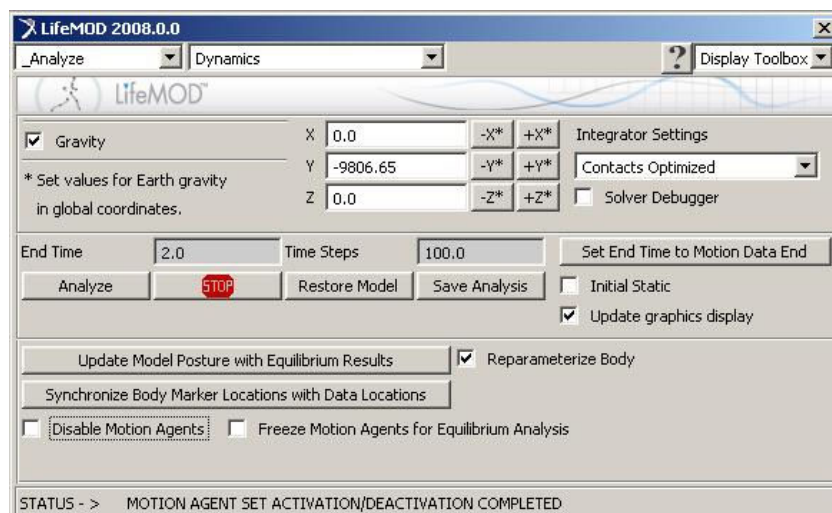 LifeMOD 2008.0.0
_Analyze Dynamics ? Display Toolbox
LifeMOD™
Gravity X 0.0 -X* +X* Integrator Settings
Y -9806.65 -Y* +Y* Contacts Optimized
* Set values for Earth gravity
in global coordinates. Z 0.0 -Z* +Z* Solver Debugger
End Time 2.0 Time Steps 100.0 Set End Time to Motion Data End
Analyze STOP Restore Model Save Analysis Initial Static
Update graphics display
Update Model Posture with Equilibrium Results Reparameterize Body
Synchronize Body Marker Locations with Data Locations
Disable Motion Agents Freeze Motion Agents for Equilibrium Analysis
STATUS - > MOTION AGENT SET ACTIVATION/DEACTIVATION COMPLETED